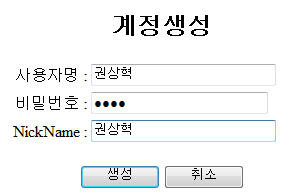 계정생성
사용자명 : 권상혁
비밀번호 : ●●●●
NickName : 권상혁
생성 취소